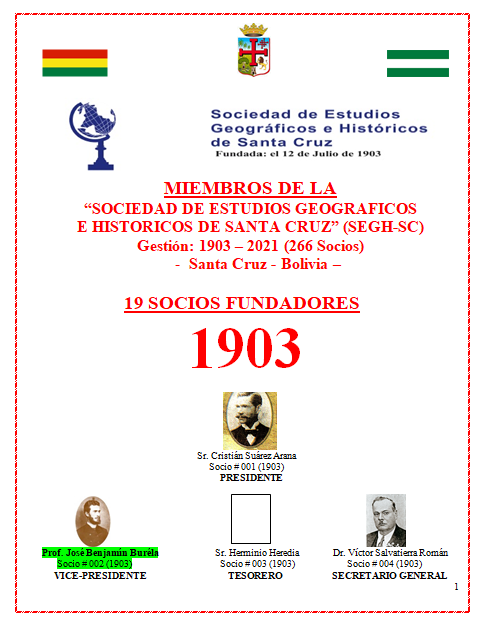 Sociedad de Estudios
Geográficos e Históricos
de Santa Cruz
Fundada: el 12 de Julio de 1903
MIEMBROS DE LA
“SOCIEDAD DE ESTUDIOS GEOGRAFICOS
E HISTORICOS DE SANTA CRUZ” (SEGH-SC)
Gestión: 1903 – 2021 (266 Socios)
- Santa Cruz - Bolivia –
19 SOCIOS FUNDADORES
1903
Sr. Cristián Suárez Arana
Socio # 001 (1903)
PRESIDENTE
Prof. José Benjamín Burela
Socio # 002 (1903)
VICE-PRESIDENTE
Sr. Herminio Heredia
Socio # 003 (1903)
TESORERO
Dr. Víctor Salvatierra Román
Socio # 004 (1903)
SECRETARIO GENERAL
1